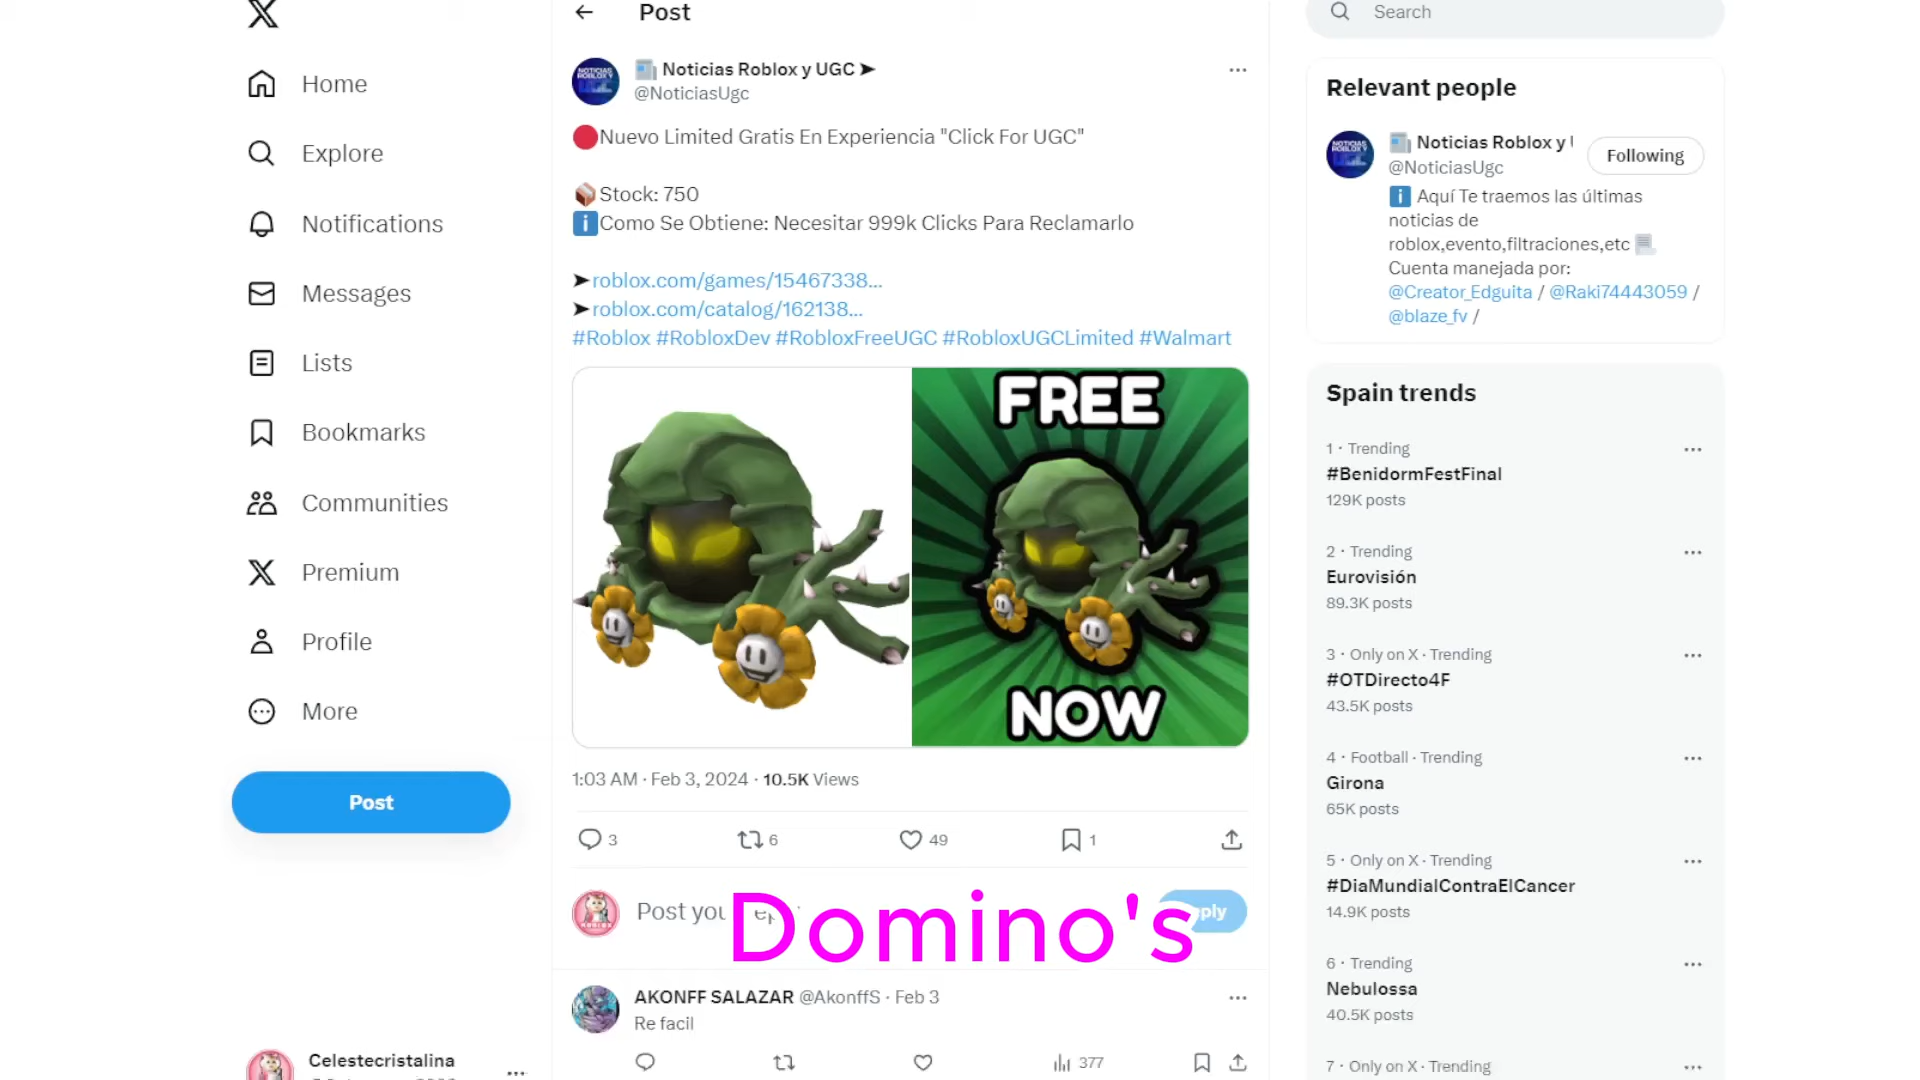 Home
Explore
Notifications
Messages
Lists
Bookmarks
Communities
Premium
Profile
More
Post
Celestecristalina
Post
Noticias Roblox y UGC ➤
@NoticiasUgc
🔴Nuevo Limited Gratis En Experiencia "Click For UGC"
📦Stock: 750
ℹ️Como Se Obtiene: Necesitar 999k Clicks Para Reclamarlo
➤roblox.com/games/15467338...
➤roblox.com/catalog/162138...
#Roblox #RobloxDev #RobloxFreeUGC #RobloxUGCLimited #Walmart
FREE
NOW
1:03 AM · Feb 3, 2024 · 10.5K Views
3 6 49 1
Post you
Domino's
AKONFF SALAZAR @AkonffS · Feb 3
Re facil
377
Search
Relevant people
Noticias Roblox y
@NoticiasUgc
Following
ℹ️ Aquí Te traemos las últimas
noticias de
roblox,evento,filtraciones,etc
Cuenta manejada por:
@Creator_Edguita / @Raki74443059 /
@blaze_fv /
Spain trends
1 · Trending
#BenidormFestFinal
129K posts
2 · Trending
Eurovisión
89.3K posts
3 · Only on X · Trending
#OTDirecto4F
43.5K posts
4 · Football · Trending
Girona
65K posts
5 · Only on X · Trending
#DiaMundialContraElCancer
14.9K posts
6 · Trending
Nebulossa
40.5K posts
7 · Only on X · Trending